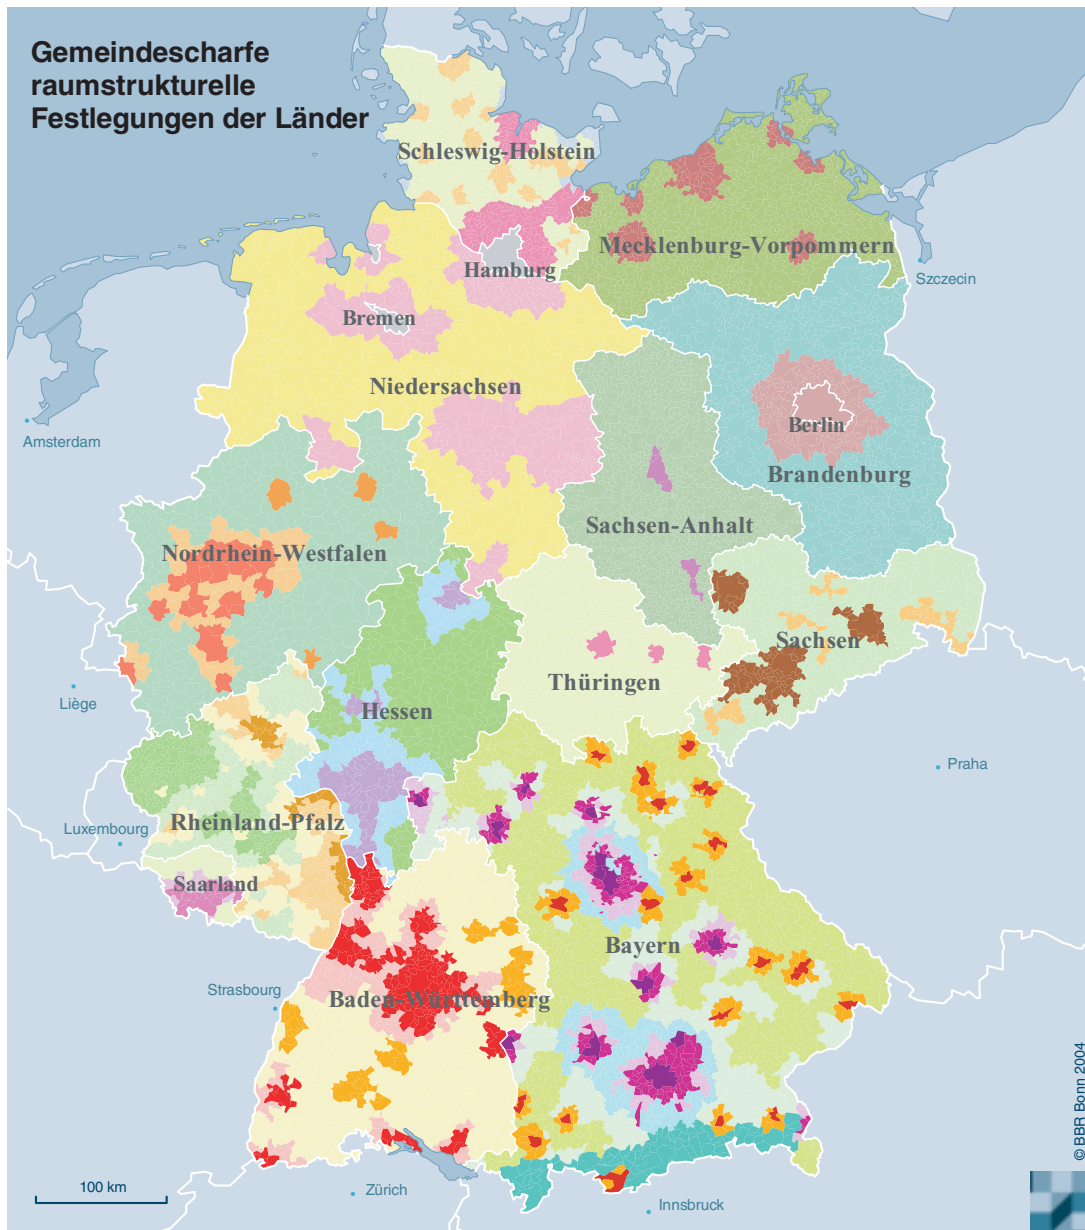 Gemeindescharfe
raumstrukturelle
Festlegungen der Länder
Schleswig-Holstein
Mecklenburg-Vorpommern
Hamburg
Szczecin
Bremen
Niedersachsen
Berlin
Amsterdam
Brandenburg
Sachsen-Anhalt
Nordrhein-Westfalen
Sachsen
Thüringen
Liège
Hessen
Praha
Rheinland-Pfalz
Luxembourg
Saarland
Bayern
Strasbourg
Baden-Württemberg
100 km
Zürich
Innsbruck
© BBR Bonn 2004